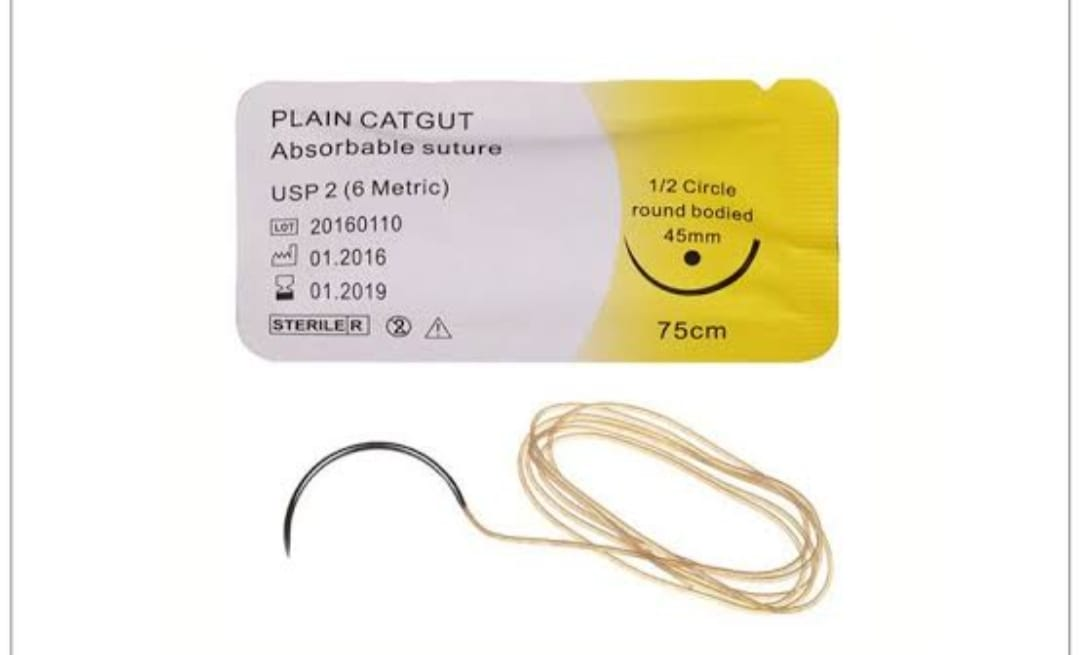 PLAIN CATGUT
Absorbable suture
USP 2 (6 Metric)
LOT 20160110
01.2016
01.2019
STERILE R
2
1/2 Circle
round bodied
45mm
75cm